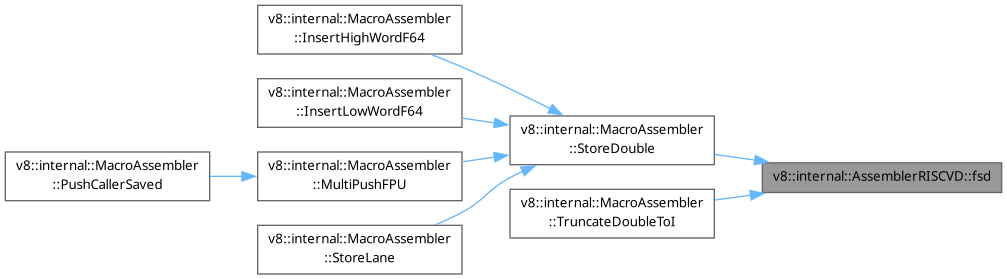 v8::internal::MacroAssembler
::InsertHighWordF64
v8::internal::MacroAssembler
::InsertLowWordF64
v8::internal::MacroAssembler
::StoreDouble
v8::internal::MacroAssembler
::PushCallerSaved
v8::internal::MacroAssembler
::MultiPushFPU
v8::internal::AssemblerRISCVD::fsd
v8::internal::MacroAssembler
::TruncateDoubleToI
v8::internal::MacroAssembler
::StoreLane